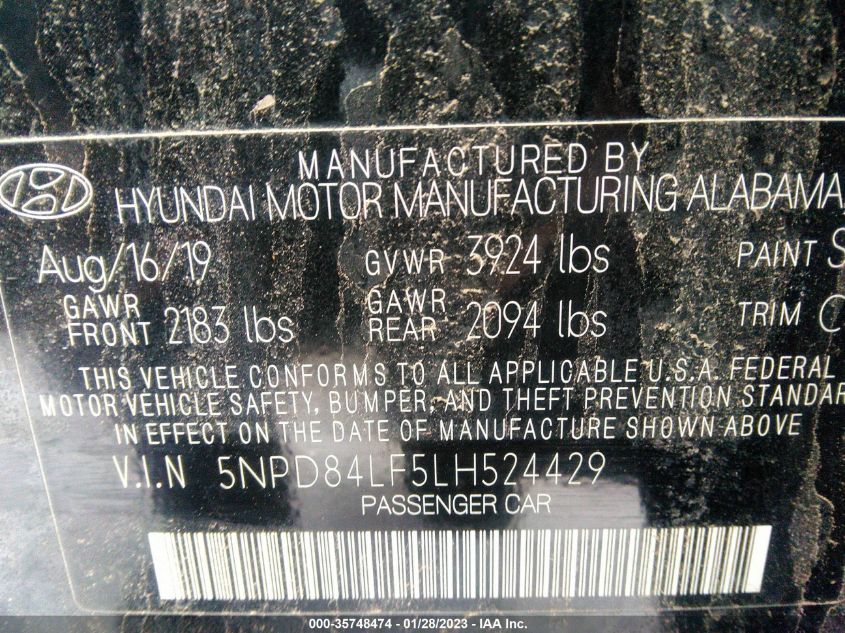 MANUFACTURED BY
HYUNDAI MOTOR MANUFACTURING ALABAMA,
Aug/16/19 GVWR 3924 lbs PAINT S
GAWR FRONT 2183 lbs GAWR REAR 2094 lbs TRIM C
THIS VEHICLE CONFORMS TO ALL APPLICABLE U.S.A. FEDERAL
MOTOR VEHICLE SAFETY, BUMPER, AND THEFT PREVENTION STANDAR
IN EFFECT ON THE DATE OF MANUFACTURE SHOWN ABOVE
V.I.N 5NPD84LF5LH524429
PASSENGER CAR
000-35748474 - 01/28/2023 - IAA Inc.